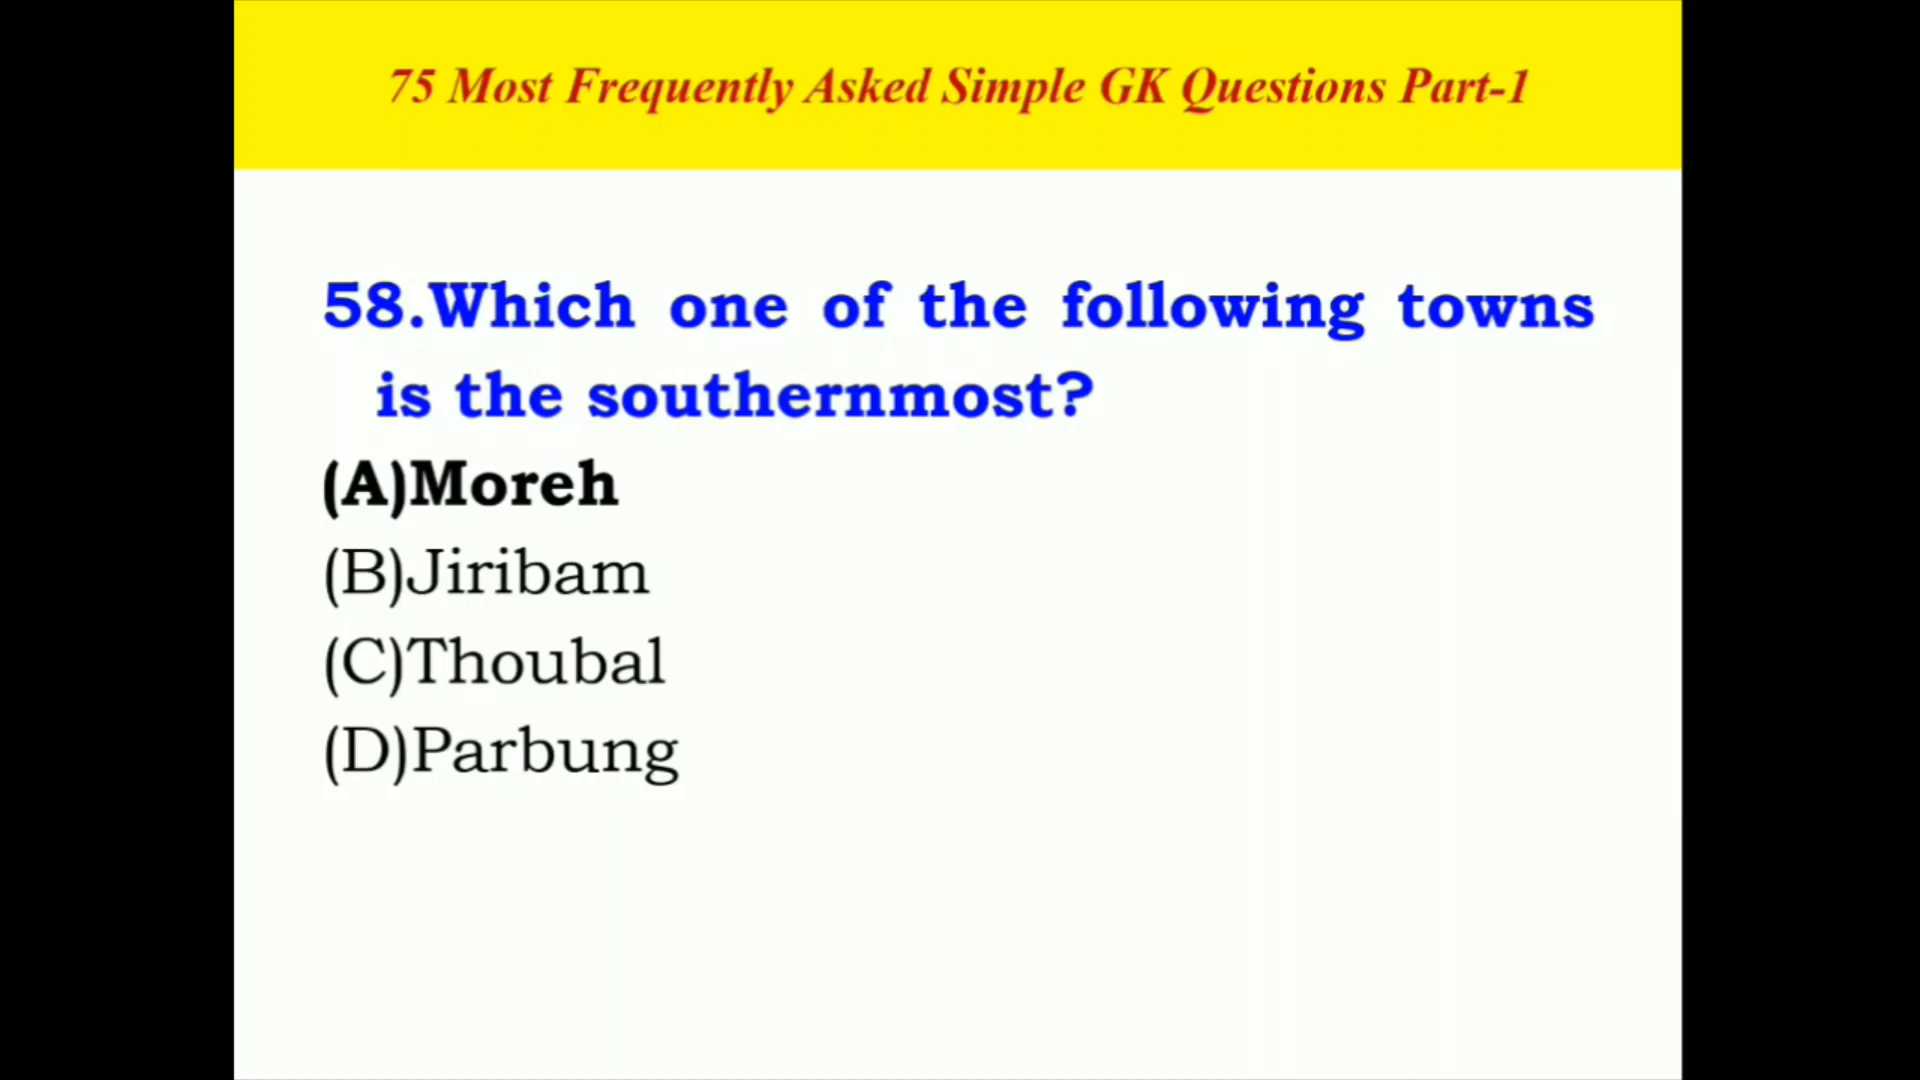 75 Most Frequently Asked Simple GK Questions Part-1
58.Which one of the following towns
is the southernmost?
(A)Moreh
(B)Jiribam
(C)Thoubal
(D)Parbung